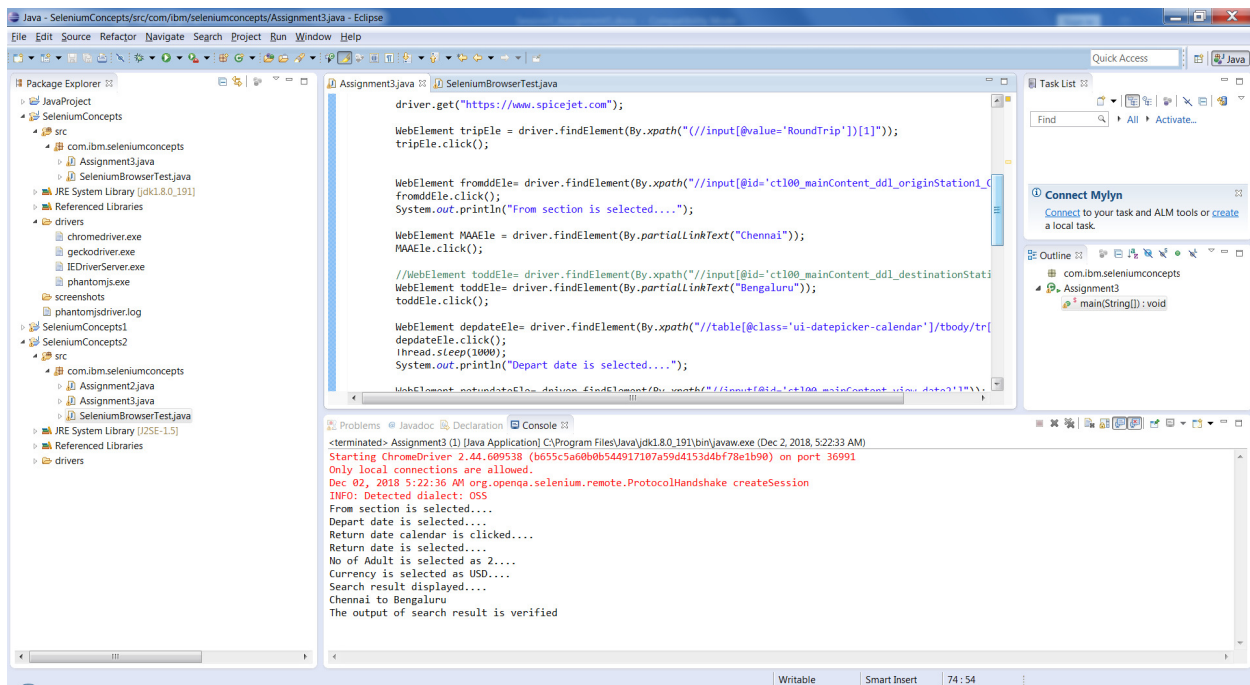 Java - SeleniumConcepts/src/com/ibm/seleniumconcepts/Assignment3.java - Eclipse
File Edit Source Refactor Navigate Search Project Run Window Help
Quick Access
Java
Package Explorer
JavaProject
SeleniumConcepts
src
com.ibm.seleniumconcepts
Assignment3.java
SeleniumBrowserTest.java
JRE System Library [jdk1.8.0_191]
Referenced Libraries
drivers
chromedriver.exe
geckodriver.exe
IEDriverServer.exe
phantomjs.exe
screenshots
phantomjsdriver.log
SeleniumConcepts1
SeleniumConcepts2
src
com.ibm.seleniumconcepts
Assignment2.java
Assignment3.java
SeleniumBrowserTest.java
JRE System Library [J2SE-1.5]
Referenced Libraries
drivers
Assignment3.java SeleniumBrowserTest.java
driver.get("https://www.spicejet.com");
WebElement tripEle = driver.findElement(By.xpath("(//input[@value='RoundTrip'])[1]"));
tripEle.click();
WebElement fromddEle= driver.findElement(By.xpath("//input[@id='ctl00_mainContent_ddl_originStation1_C
fromddEle.click();
System.out.println("From section is selected....");
WebElement MAAEle = driver.findElement(By.partialLinkText("Chennai"));
MAAEle.click();
//WebElement toddEle= driver.findElement(By.xpath("//input[@id='ctl00_mainContent_ddl_destinationStati
WebElement toddEle= driver.findElement(By.partialLinkText("Bengaluru"));
toddEle.click();
WebElement depdateEle= driver.findElement(By.xpath("//table[@class='ui-datepicker-calendar']/tbody/tr[
depdateEle.click();
Thread.sleep(1000);
System.out.println("Depart date is selected....");
WebElement returndateEle= driver.findElement(By.xpath("//input[@id='ctl00_mainContent_view_date2']"));
Task List
Find All Activate...
Connect Mylyn
Connect to your task and ALM tools or create
a local task.
Outline
com.ibm.seleniumconcepts
Assignment3
main(String[]) : void
Problems Javadoc Declaration Console
<terminated> Assignment3 (1) [Java Application] C:\Program Files\Java\jdk1.8.0_191\bin\javaw.exe (Dec 2, 2018, 5:22:33 AM)
Starting ChromeDriver 2.44.609538 (b655c5a60b0b544917107a59d4153d4bf78e1b90) on port 36991
Only local connections are allowed.
Dec 02, 2018 5:22:36 AM org.openqa.selenium.remote.ProtocolHandshake createSession
INFO: Detected dialect: OSS
From section is selected....
Depart date is selected....
Return date calendar is clicked....
Return date is selected....
No of Adult is selected as 2....
Currency is selected as USD....
Search result displayed....
Chennai to Bengaluru
The output of search result is verified
Writable Smart Insert 74 : 54